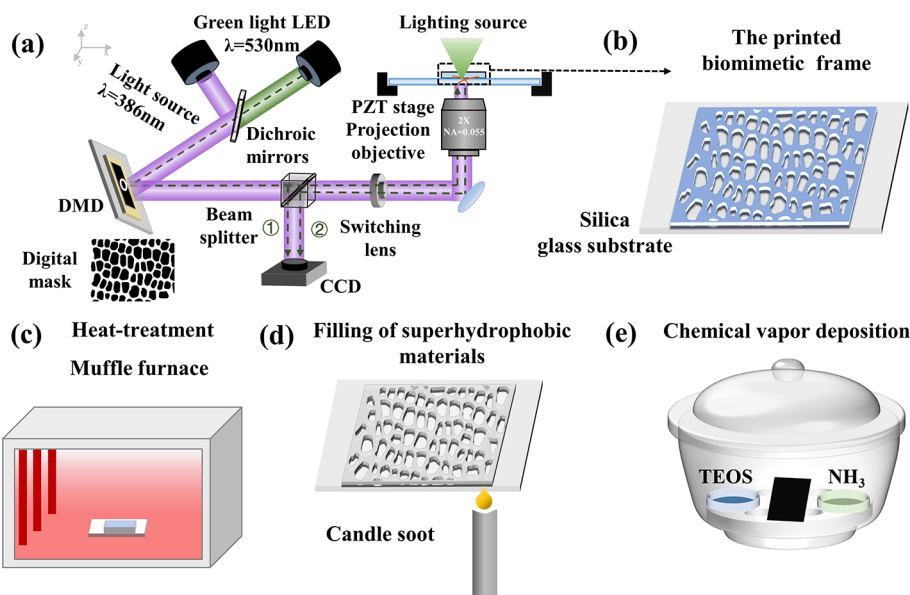 (a)
z
x
y
Green light LED
λ=530nm
Light source
λ=386nm
Dichroic
mirrors
DMD
Digital
mask
Beam
splitter
①
②
CCD
Switching
lens
Lighting source
PZT stage
Projection
objective
2X
NA=0.055
(b)
The printed
biomimetic frame
Silica
glass substrate
(c)
Heat-treatment
Muffle furnace
(d)
Filling of superhydrophobic
materials
Candle soot
(e)
Chemical vapor deposition
TEOS
NH₃